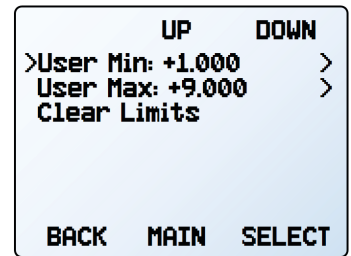 UP DOWN
>User Min: +1.000 >
User Max: +9.000 >
Clear Limits
BACK MAIN SELECT